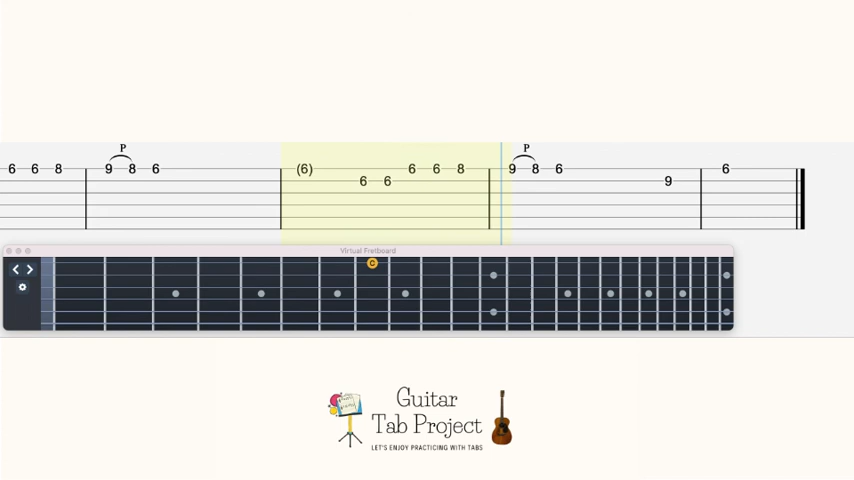 P P
6 6 8 9 8 6 (6) 6 6 6 6 8 9 8 6 9 6
Virtual Fretboard
C
Guitar
Tab Project
LET'S ENJOY PRACTICING WITH TABS